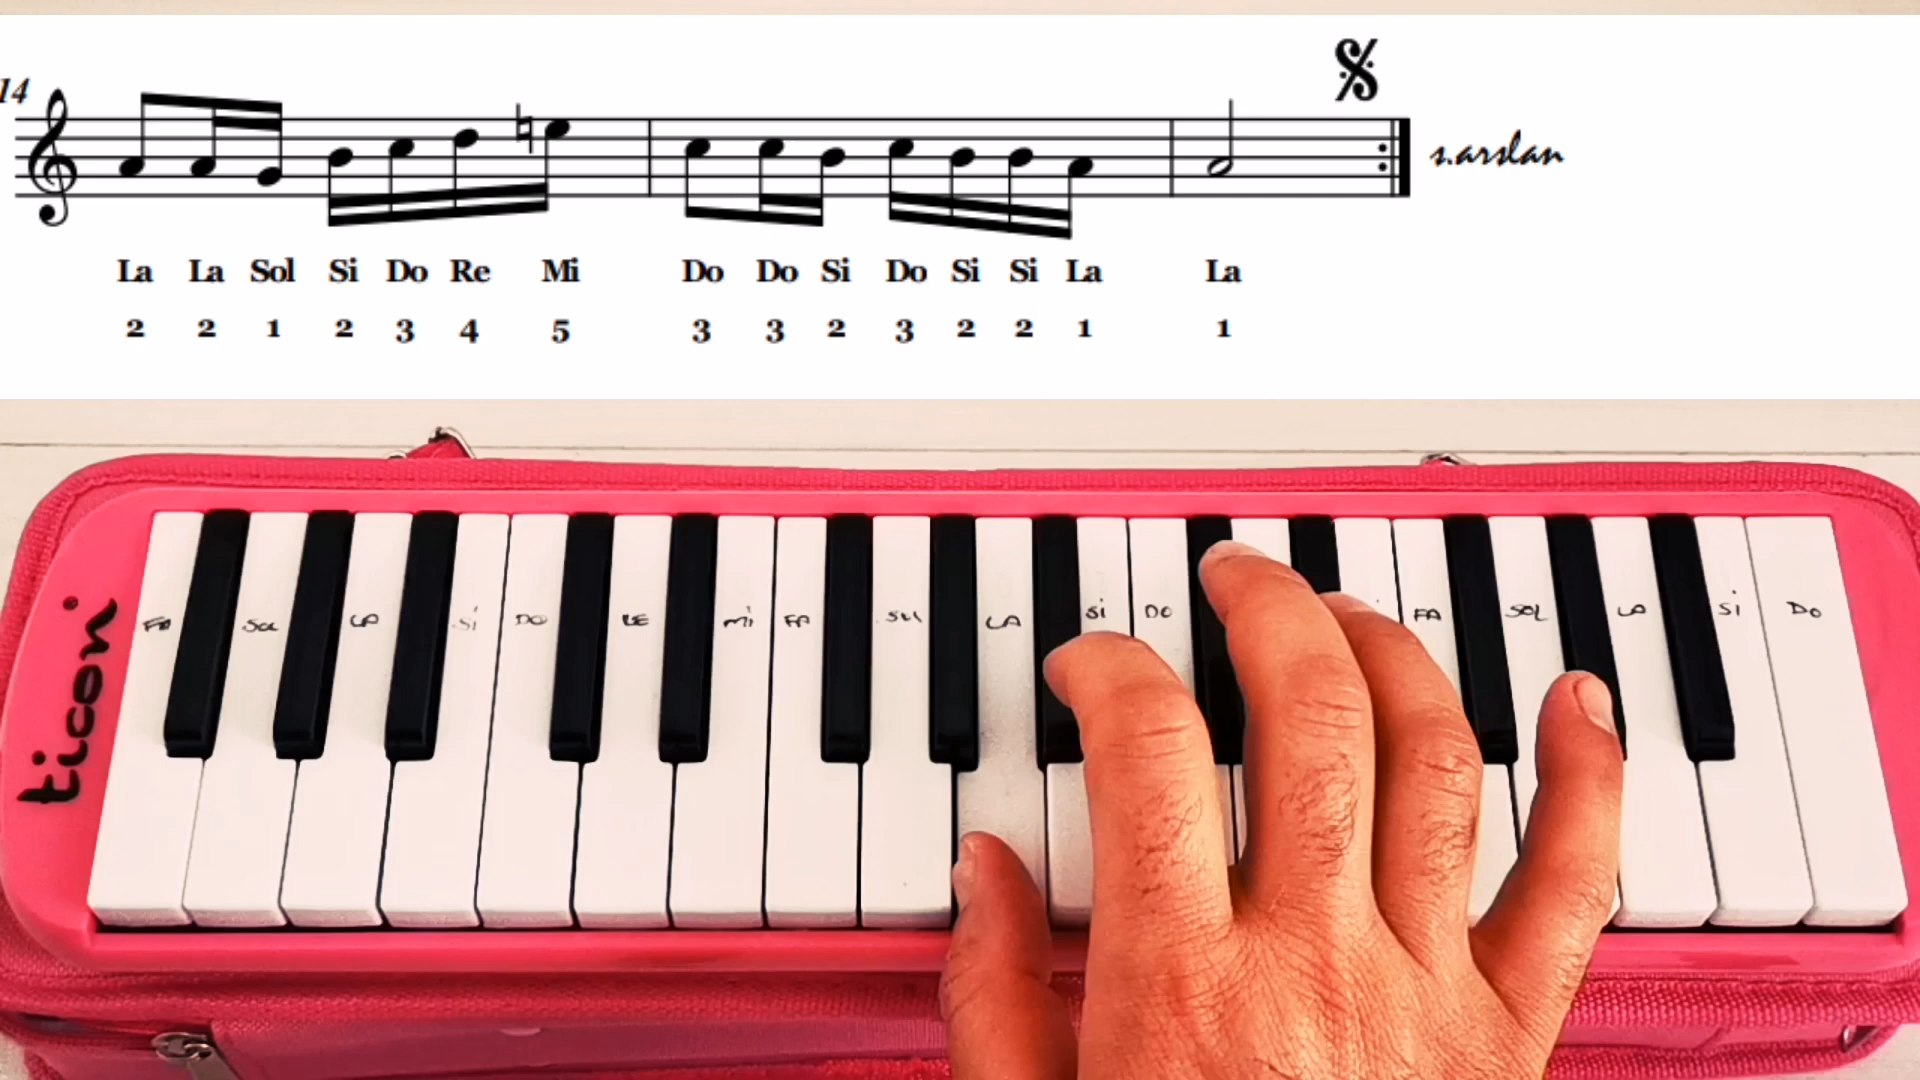 14
s.arslan
La La Sol Si Do Re Mi Do Do Si Do Si Si La La
2 2 1 2 3 4 5 3 3 2 3 2 2 1 1
FA SOL LA Si DO RE Mi FA SOL LA Si DO FA SOL LA Si DO
ticon